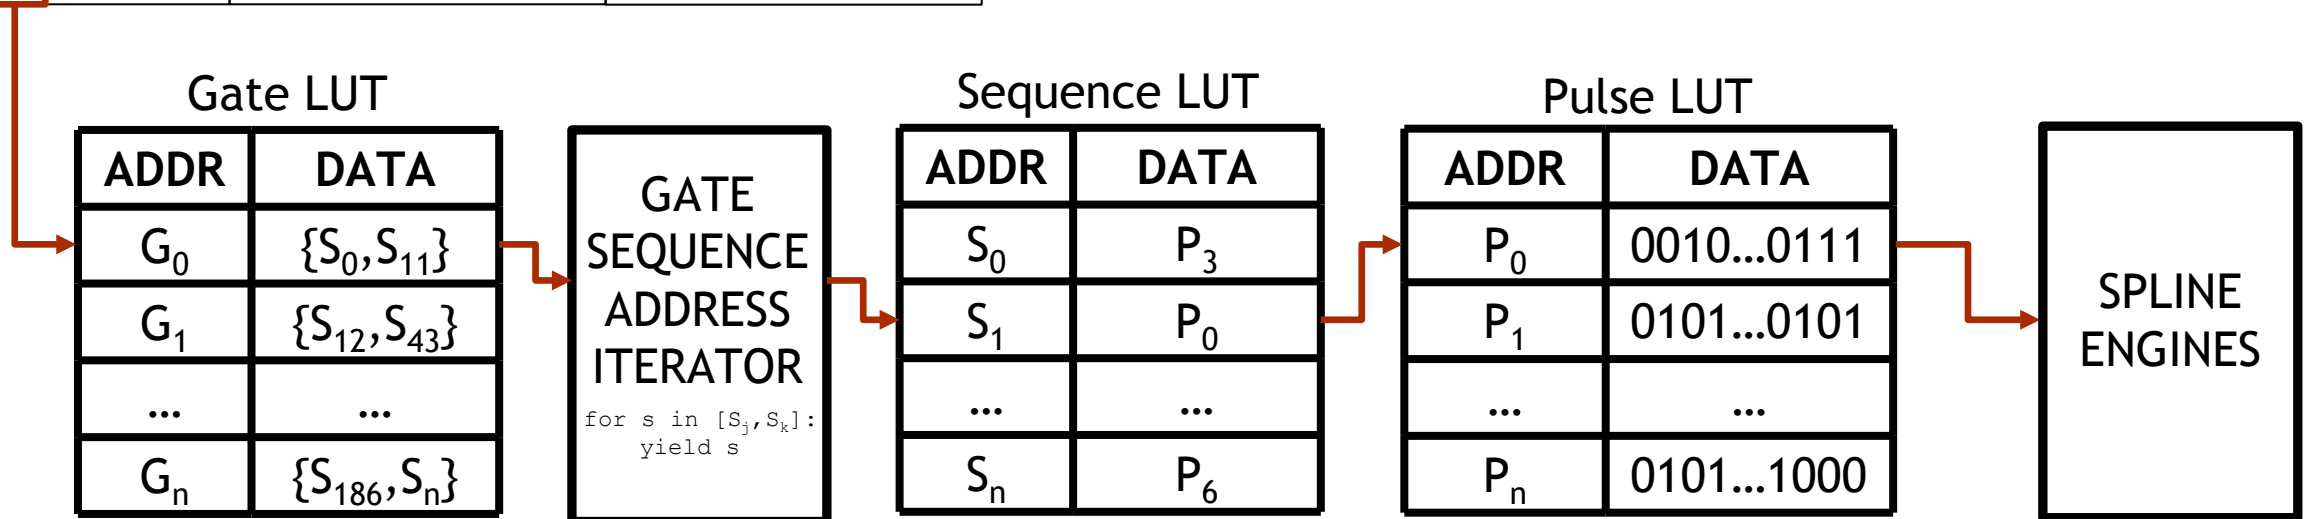 Gate LUT
ADDR DATA
G₀ {S₀,S₁₁}
G₁ {S₁₂,S₄₃}
... ...
Gₙ {S₁₈₆,Sₙ}
GATE
SEQUENCE
ADDRESS
ITERATOR
for s in [Sⱼ,Sₖ]:
yield s
Sequence LUT
ADDR DATA
S₀ P₃
S₁ P₀
... ...
Sₙ P₆
Pulse LUT
ADDR DATA
P₀ 0010...0111
P₁ 0101...0101
... ...
Pₙ 0101...1000
SPLINE
ENGINES